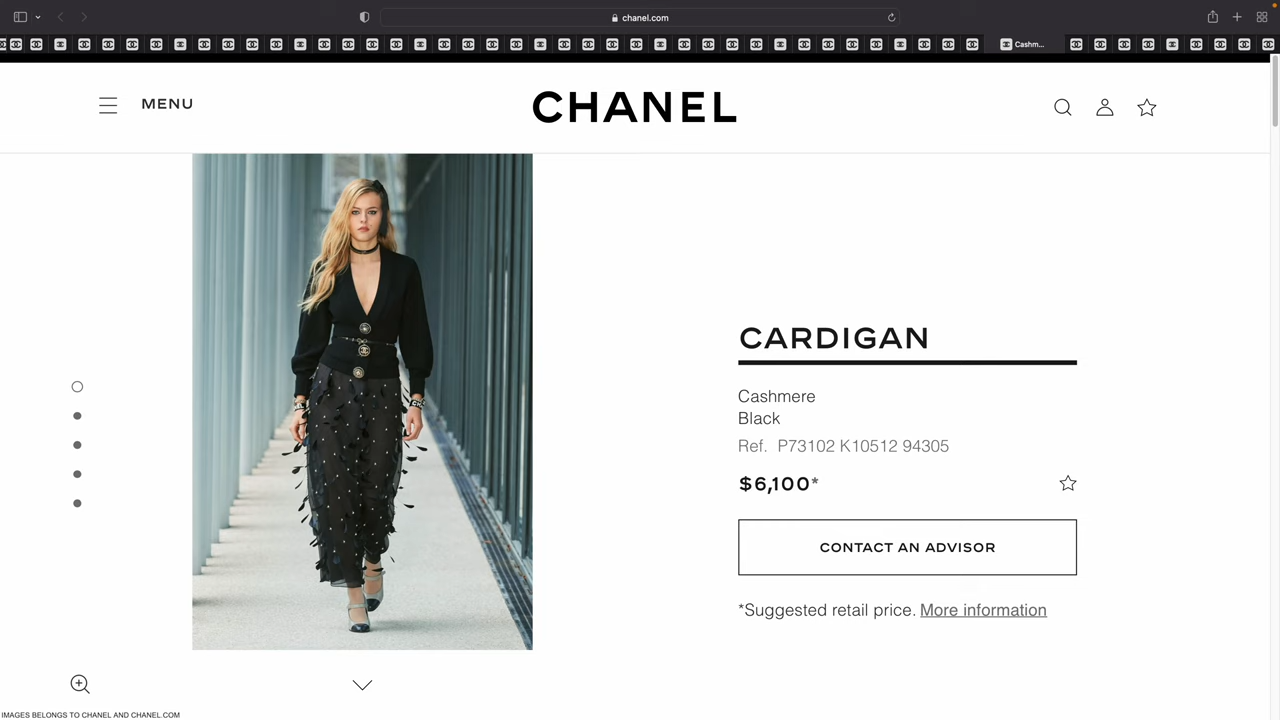 chanel.com
Cashm...
MENU
CHANEL
CARDIGAN
Cashmere
Black
Ref. P73102 K10512 94305
$6,100*
CONTACT AN ADVISOR
*Suggested retail price. More information
IMAGES BELONGS TO CHANEL AND CHANEL.COM